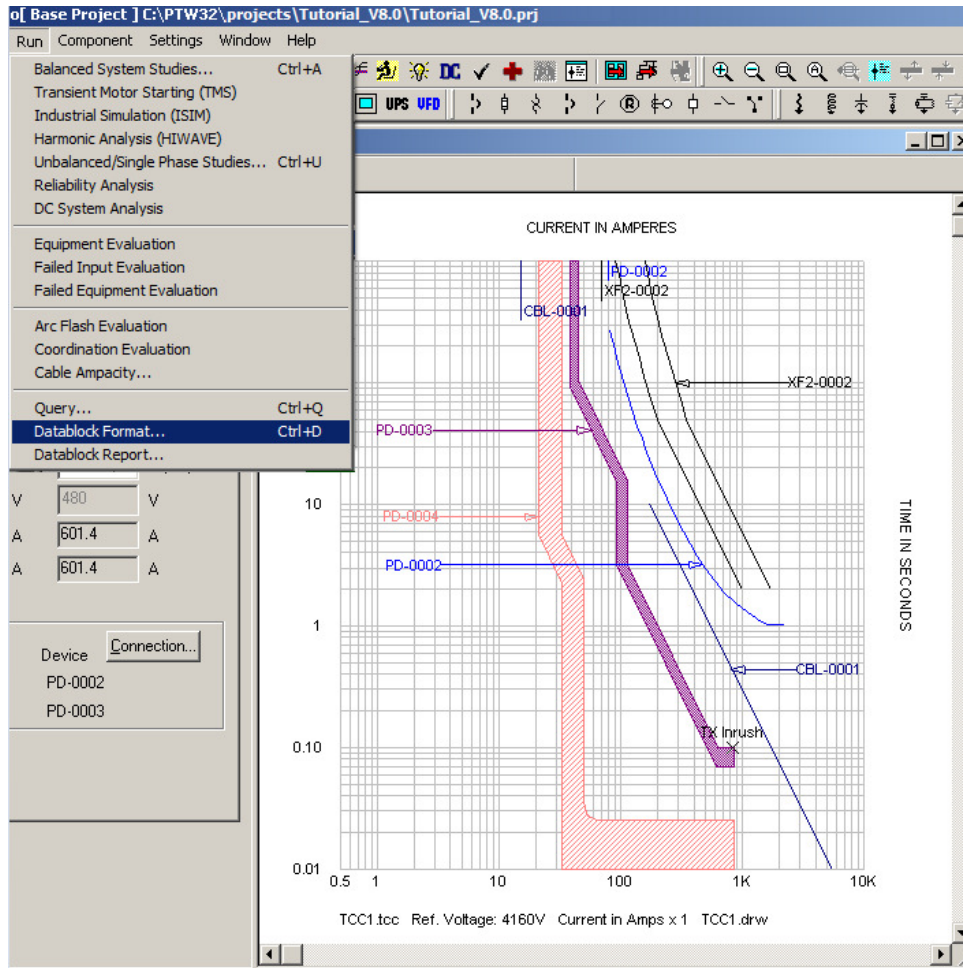 o[ Base Project ] C:\PTW32\projects\Tutorial_V8.0\Tutorial_V8.0.prj
Run Component Settings Window Help
Balanced System Studies... Ctrl+A
Transient Motor Starting (TMS)
Industrial Simulation (ISIM)
Harmonic Analysis (HIWAVE)
Unbalanced/Single Phase Studies... Ctrl+U
Reliability Analysis
DC System Analysis
Equipment Evaluation
Failed Input Evaluation
Failed Equipment Evaluation
Arc Flash Evaluation
Coordination Evaluation
Cable Ampacity...
Query... Ctrl+Q
Datablock Format... Ctrl+D
Datablock Report...
DC
UPS VFD
R
A
V 480 V
A 601.4 A
A 601.4 A
Device Connection...
PD-0002
PD-0003
CURRENT IN AMPERES
PD-0002
XF2-0002
CBL-0001
XF2-0002
PD-0003
10
PD-0004
PD-0002
TIME IN SECONDS
1
CBL-0001
TX Inrush
0.10
0.01
0.5 1 10 100 1K 10K
TCC1.tcc Ref. Voltage: 4160V Current in Amps x 1 TCC1.drw